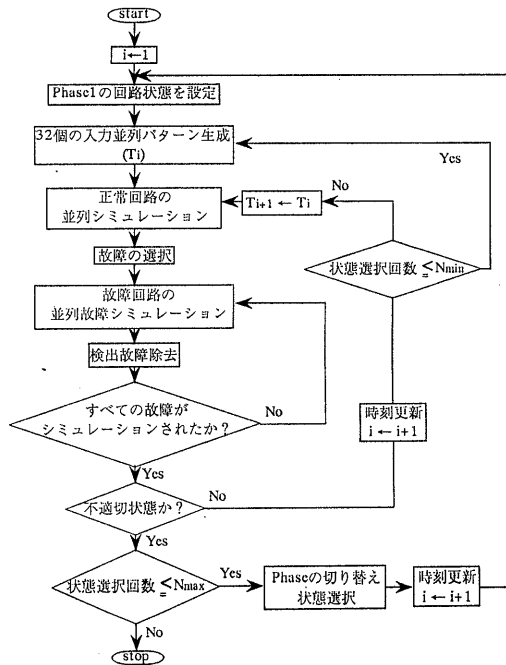 start
i←1
Phase1の回路状態を設定
32個の入力並列パターン生成
(Ti)
Yes
正常回路の
並列シミュレーション
Ti+1 ← Ti
No
故障の選択
状態選択回数 ≦ Nmin
故障回路の
並列故障シミュレーション
検出故障除去
すべての故障が
シミュレーションされたか？
No
時刻更新
i ← i+1
Yes
不適切状態か？
No
Yes
状態選択回数 ≦ Nmax
Yes
Phaseの切り替え
状態選択
時刻更新
i ← i+1
No
stop